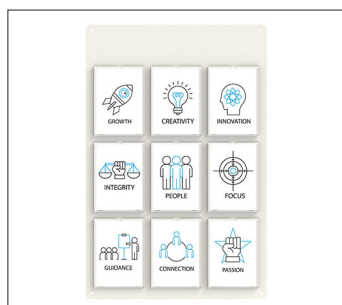 GROWTH
CREATIVITY
INNOVATION
INTEGRITY
PEOPLE
FOCUS
GUIDANCE
CONNECTION
PASSION